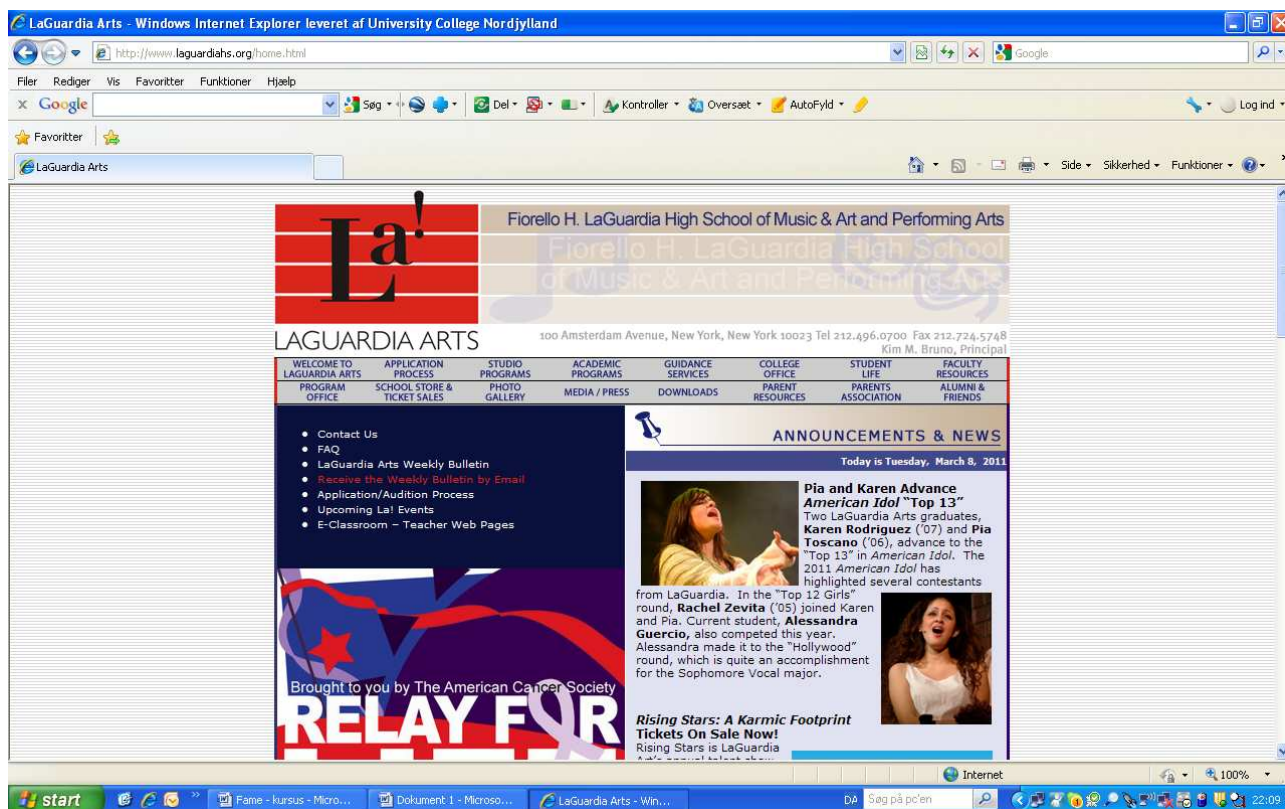 LaGuardia Arts - Windows Internet Explorer leveret af University College Nordjylland
http://www.laguardiahs.org/home.html
Google
Filer Rediger Vis Favoritter Funktioner Hjælp
x Google Søg Del Kontroller Oversæt AutoFyld Log ind
Favoritter
LaGuardia Arts
Side Sikkerhed Funktioner
La!
Fiorello H. LaGuardia High School of Music & Art and Performing Arts
Fiorello H. LaGuardia High School
of Music & Art and Performing Arts
LAGUARDIA ARTS
100 Amsterdam Avenue, New York, New York 10023 Tel 212.496.0700 Fax 212.724.5748
Kim M. Bruno, Principal
WELCOME TO LAGUARDIA ARTS
APPLICATION PROCESS
STUDIO PROGRAMS
ACADEMIC PROGRAMS
GUIDANCE SERVICES
COLLEGE OFFICE
STUDENT LIFE
FACULTY RESOURCES
PROGRAM OFFICE
SCHOOL STORE & TICKET SALES
PHOTO GALLERY
MEDIA / PRESS
DOWNLOADS
PARENT RESOURCES
PARENTS ASSOCIATION
ALUMNI & FRIENDS
• Contact Us
• FAQ
• LaGuardia Arts Weekly Bulletin
• Receive the Weekly Bulletin by Email
• Application/Audition Process
• Upcoming La! Events
• E-Classroom – Teacher Web Pages
Brought to you by The American Cancer Society
RELAY FOR
ANNOUNCEMENTS & NEWS
Today is Tuesday, March 8, 2011
Pia and Karen Advance
American Idol “Top 13”
Two LaGuardia Arts graduates,
Karen Rodriguez (’07) and Pia
Toscano (’06), advance to the
“Top 13” in American Idol. The
2011 American Idol has
highlighted several contestants
from LaGuardia. In the “Top 12 Girls”
round, Rachel Zevita (’05) joined Karen
and Pia. Current student, Alessandra
Guercio, also competed this year.
Alessandra made it to the “Hollywood”
round, which is quite an accomplishment
for the Sophomore Vocal major.
Rising Stars: A Karmic Footprint
Tickets On Sale Now!
Rising Stars is LaGuardia
Art's annual talent show
Internet
100%
start
Fame - kursus - Micro...
Dokument 1 - Microso...
LaGuardia Arts - Win...
DA
Søg på pc'en
22:09